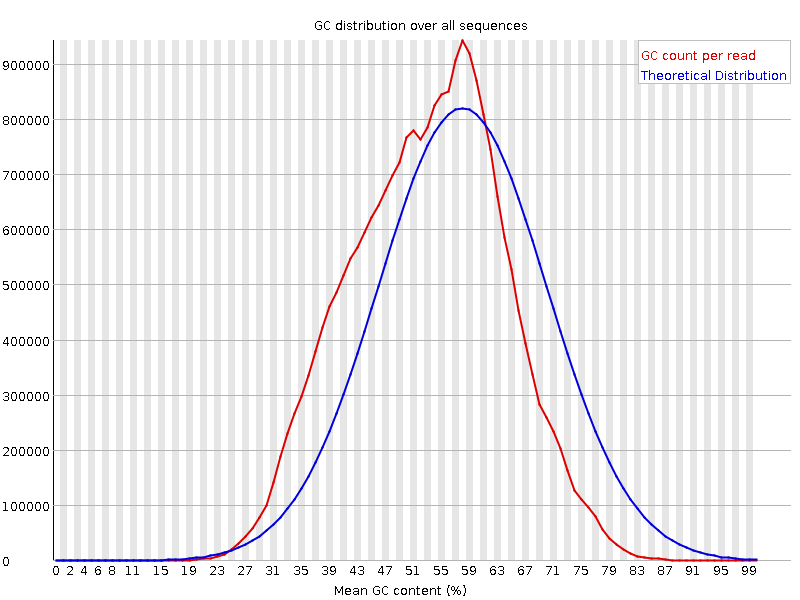 GC distribution over all sequences
GC count per read
Theoretical Distribution
900000
800000
700000
600000
500000
400000
300000
200000
100000
0
0 2 4 6 8 11 15 19 23 27 31 35 39 43 47 51 55 59 63 67 71 75 79 83 87 91 95 99
Mean GC content (%)